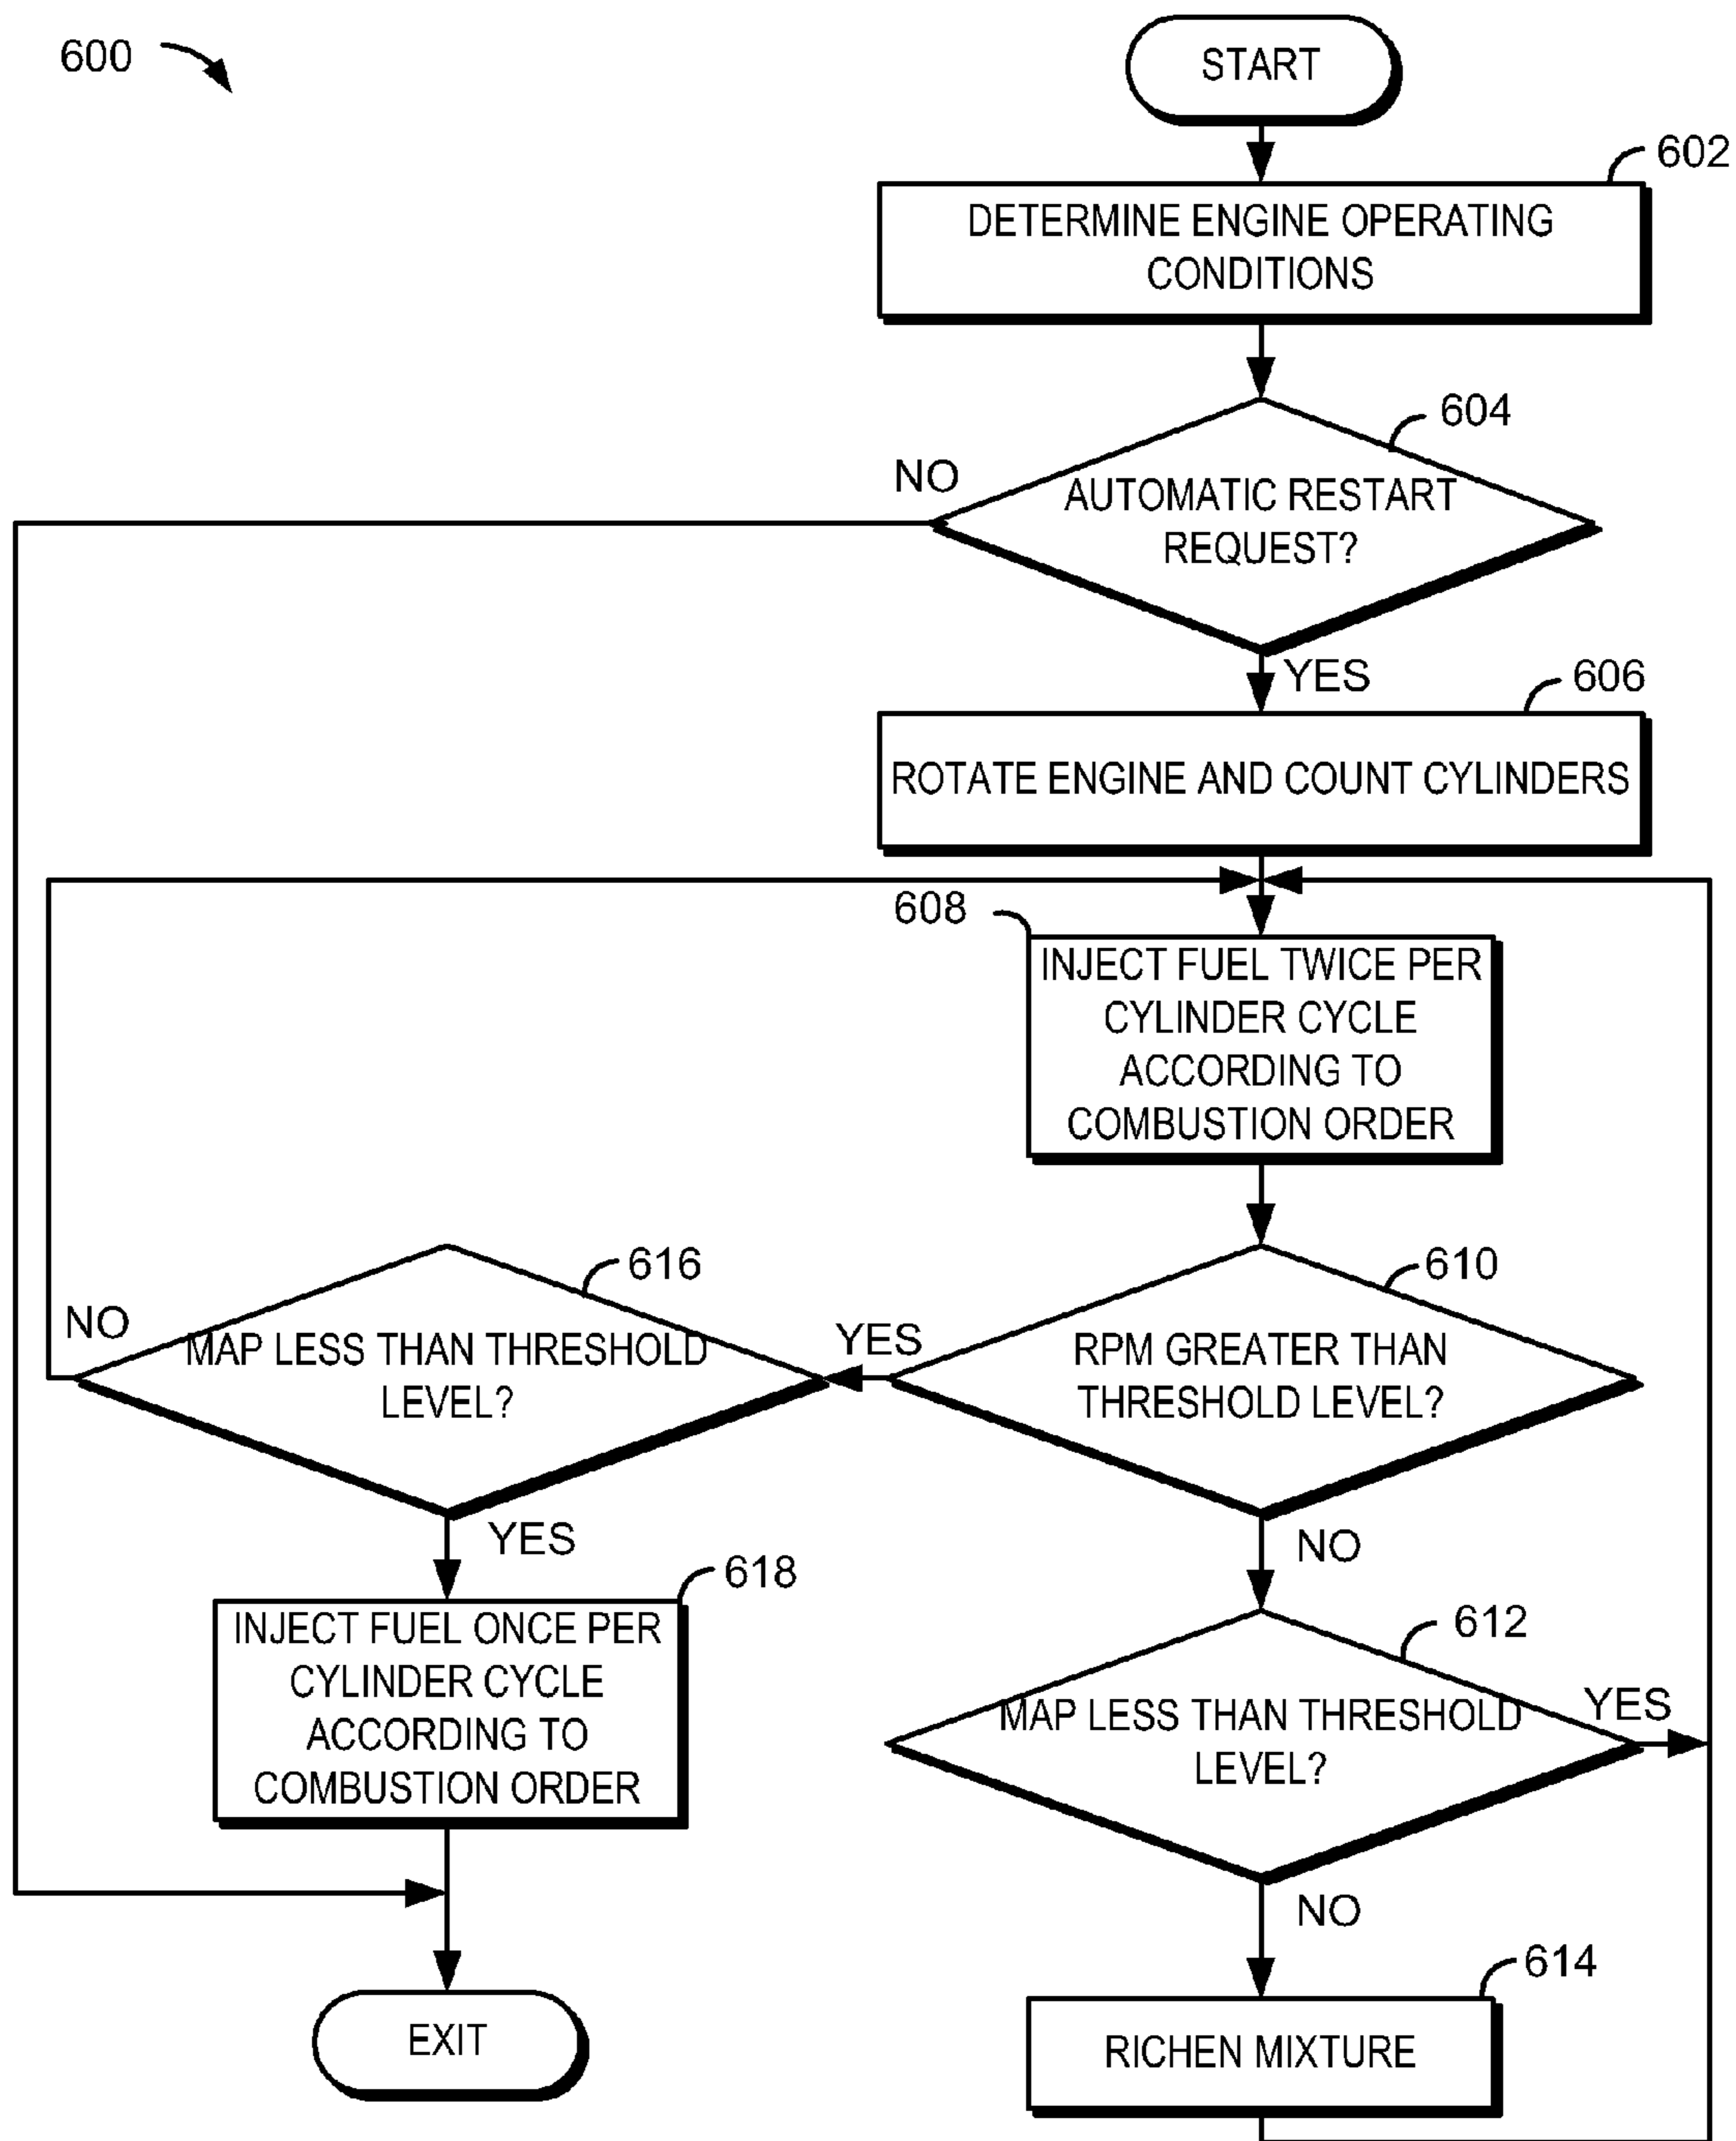 600
START
602
DETERMINE ENGINE OPERATING
CONDITIONS
604
NO
AUTOMATIC RESTART
REQUEST?
YES
606
ROTATE ENGINE AND COUNT CYLINDERS
608
INJECT FUEL TWICE PER
CYLINDER CYCLE
ACCORDING TO
COMBUSTION ORDER
610
RPM GREATER THAN
THRESHOLD LEVEL?
YES
616
NO
MAP LESS THAN THRESHOLD
LEVEL?
YES
618
INJECT FUEL ONCE PER
CYLINDER CYCLE
ACCORDING TO
COMBUSTION ORDER
NO
612
MAP LESS THAN THRESHOLD
LEVEL?
YES
NO
614
RICHEN MIXTURE
EXIT